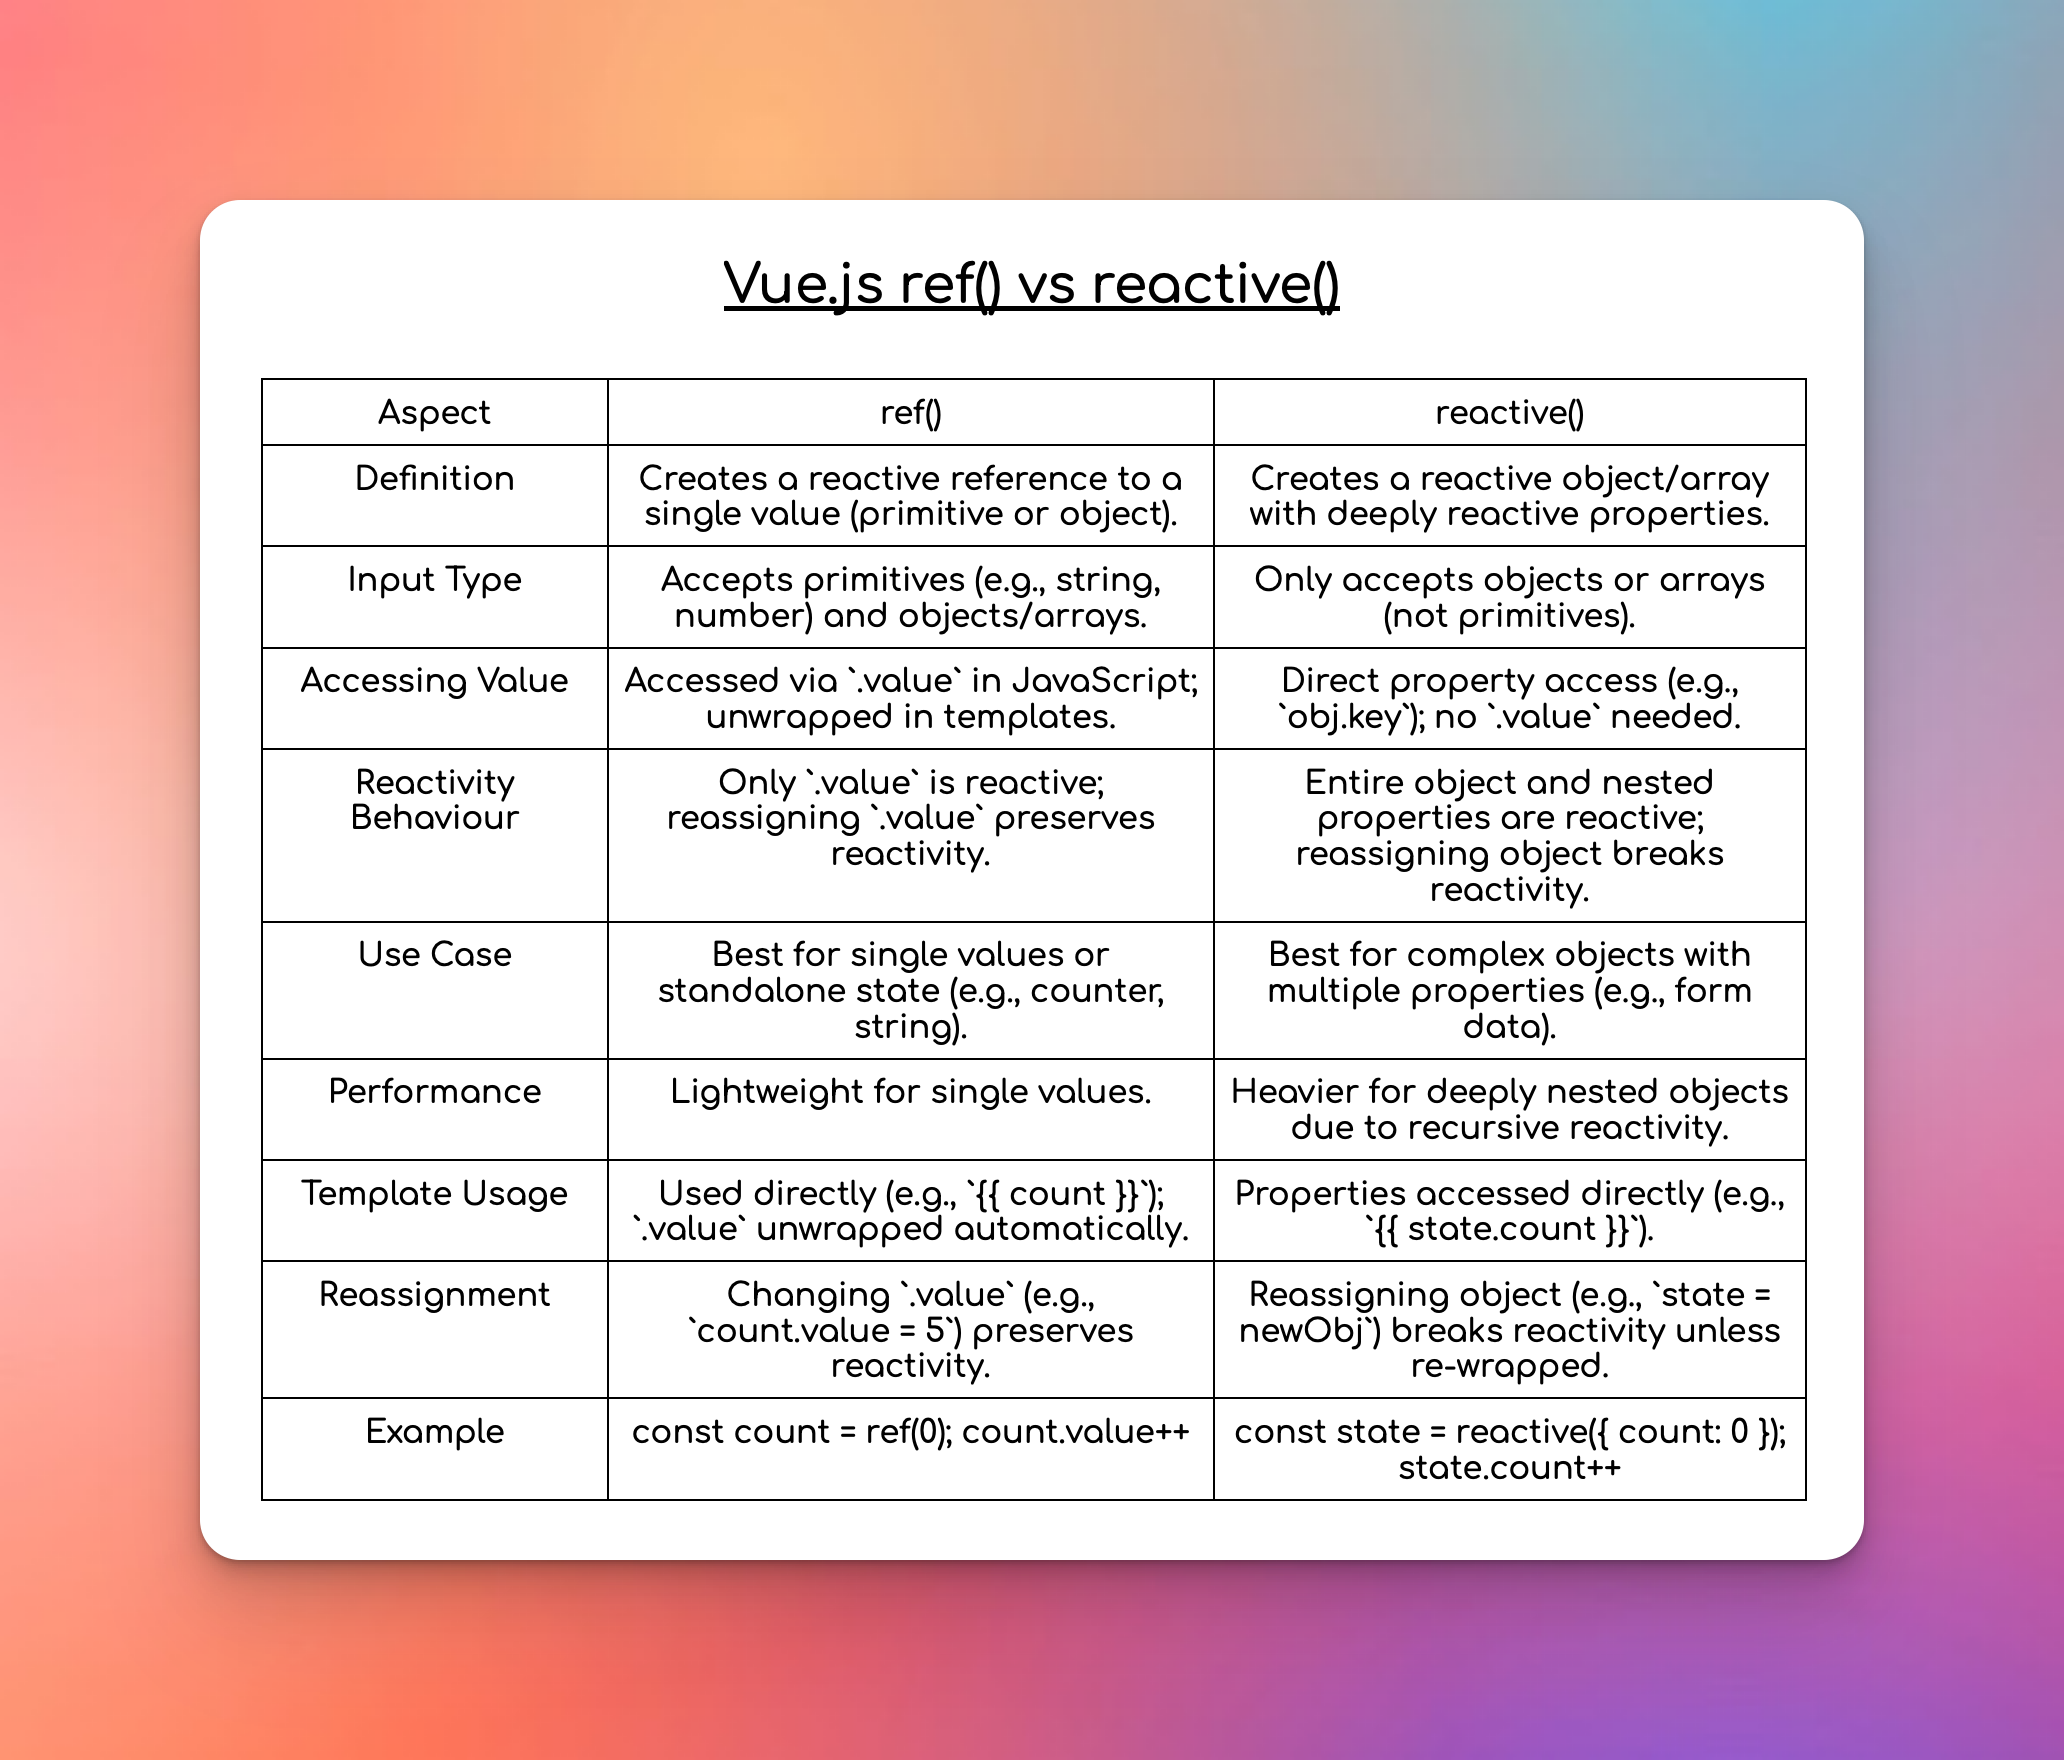 Vue.js ref() vs reactive()
Aspect
ref()
reactive()
Definition
Creates a reactive reference to a
single value (primitive or object).
Creates a reactive object/array
with deeply reactive properties.
Input Type
Accepts primitives (e.g., string,
number) and objects/arrays.
Only accepts objects or arrays
(not primitives).
Accessing Value
Accessed via `.value` in JavaScript;
unwrapped in templates.
Direct property access (e.g.,
`obj.key`); no `.value` needed.
Reactivity
Behaviour
Only `.value` is reactive;
reassigning `.value` preserves
reactivity.
Entire object and nested
properties are reactive;
reassigning object breaks
reactivity.
Use Case
Best for single values or
standalone state (e.g., counter,
string).
Best for complex objects with
multiple properties (e.g., form
data).
Performance
Lightweight for single values.
Heavier for deeply nested objects
due to recursive reactivity.
Template Usage
Used directly (e.g., `{{ count }}`);
`.value` unwrapped automatically.
Properties accessed directly (e.g.,
`{{ state.count }}`).
Reassignment
Changing `.value` (e.g.,
`count.value = 5`) preserves
reactivity.
Reassigning object (e.g., `state =
newObj`) breaks reactivity unless
re-wrapped.
Example
const count = ref(0); count.value++
const state = reactive({ count: 0 });
state.count++